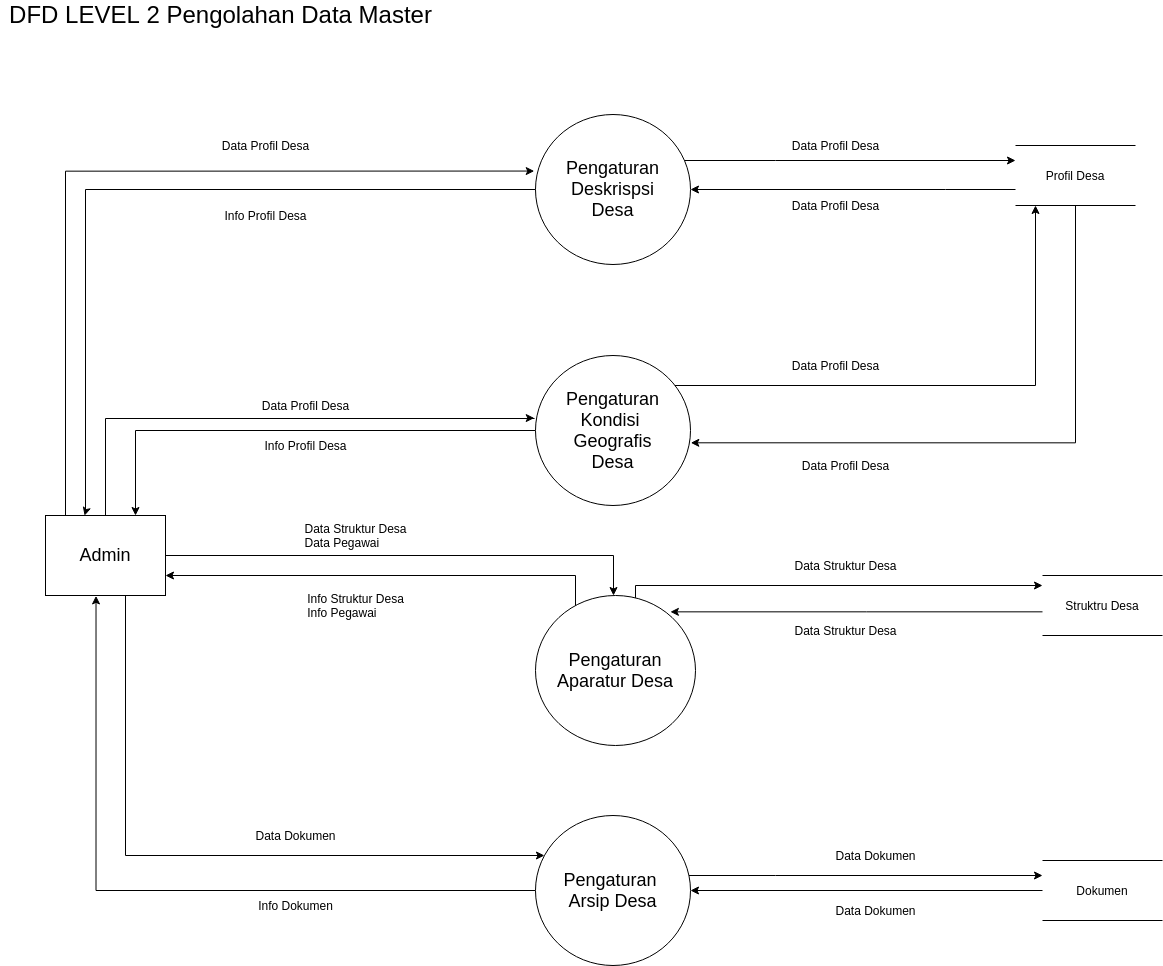 DFD LEVEL 2 Pengolahan Data Master
Data Profil Desa
Info Profil Desa
Pengaturan
Deskrispsi
Desa
Data Profil Desa
Data Profil Desa
Profil Desa
Data Profil Desa
Info Profil Desa
Pengaturan
Kondisi
Geografis
Desa
Data Profil Desa
Data Profil Desa
Admin
Data Struktur Desa
Data Pegawai
Info Struktur Desa
Info Pegawai
Pengaturan
Aparatur Desa
Data Struktur Desa
Data Struktur Desa
Struktru Desa
Data Dokumen
Info Dokumen
Pengaturan
Arsip Desa
Data Dokumen
Data Dokumen
Dokumen